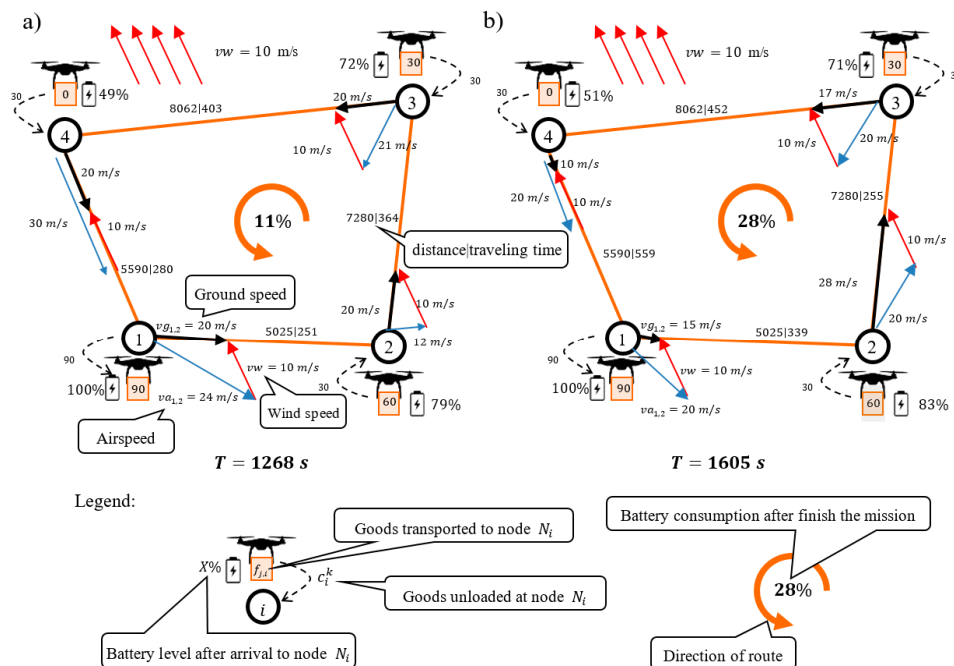 a)
vw = 10 m/s
72%
30
30
0
49%
30
20 m/s
3
8062|403
4
10 m/s
21 m/s
20 m/s
30 m/s
10 m/s
11%
7280|364
distance|traveling time
5590|280
Ground speed
20 m/s
10 m/s
vg1,2 = 20 m/s
5025|251
1
2
12 m/s
90
100%
90
vw = 10 m/s
30
va1,2 = 24 m/s
Wind speed
60
79%
Airspeed
T = 1268 s
b)
vw = 10 m/s
71%
30
3
0
51%
30
17 m/s
3
8062|452
4
10 m/s
20 m/s
10 m/s
20 m/s
10 m/s
28%
7280|255
10 m/s
5590|559
28 m/s
vg1,2 = 15 m/s
5025|339
20 m/s
1
2
90
100%
90
vw = 10 m/s
30
va1,2 = 20 m/s
60
83%
T = 1605 s
Legend:
Goods transported to node Ni
X%
fj,i
cik
Goods unloaded at node Ni
i
Battery level after arrival to node Ni
Battery consumption after finish the mission
28%
Direction of route